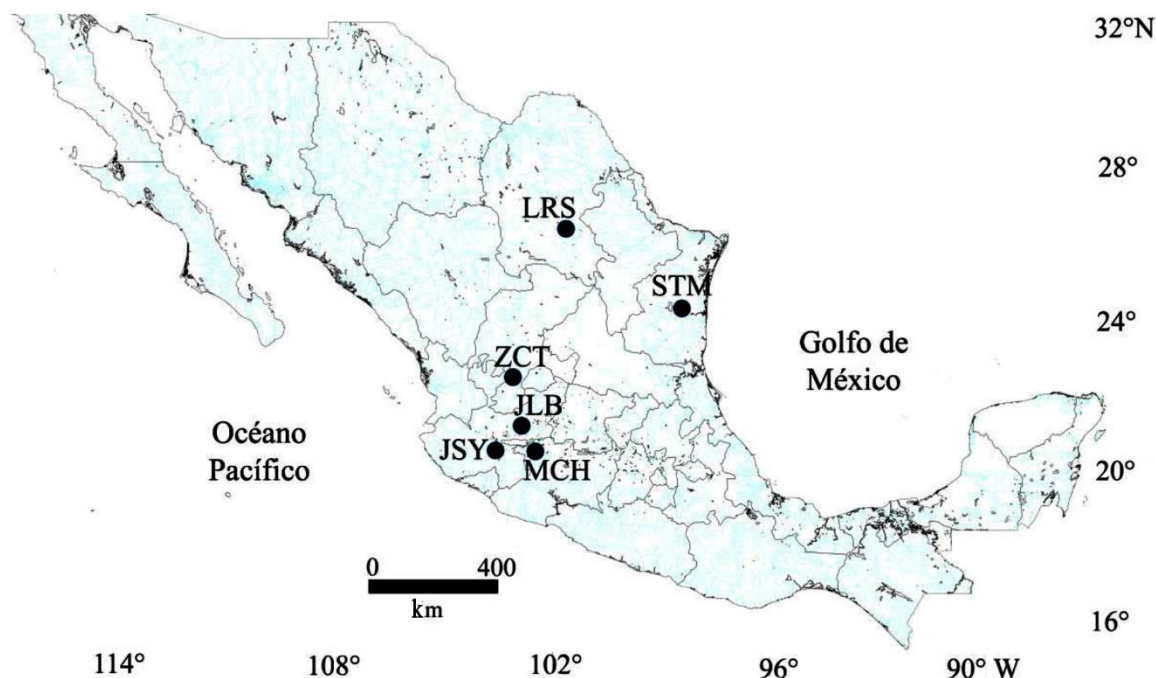 32°N
28°
LRS
STM
24°
Golfo de
México
ZCT
JLB
Océano
Pacífico
JSY
MCH
20°
0 400
km
16°
114° 108° 102° 96° 90° W